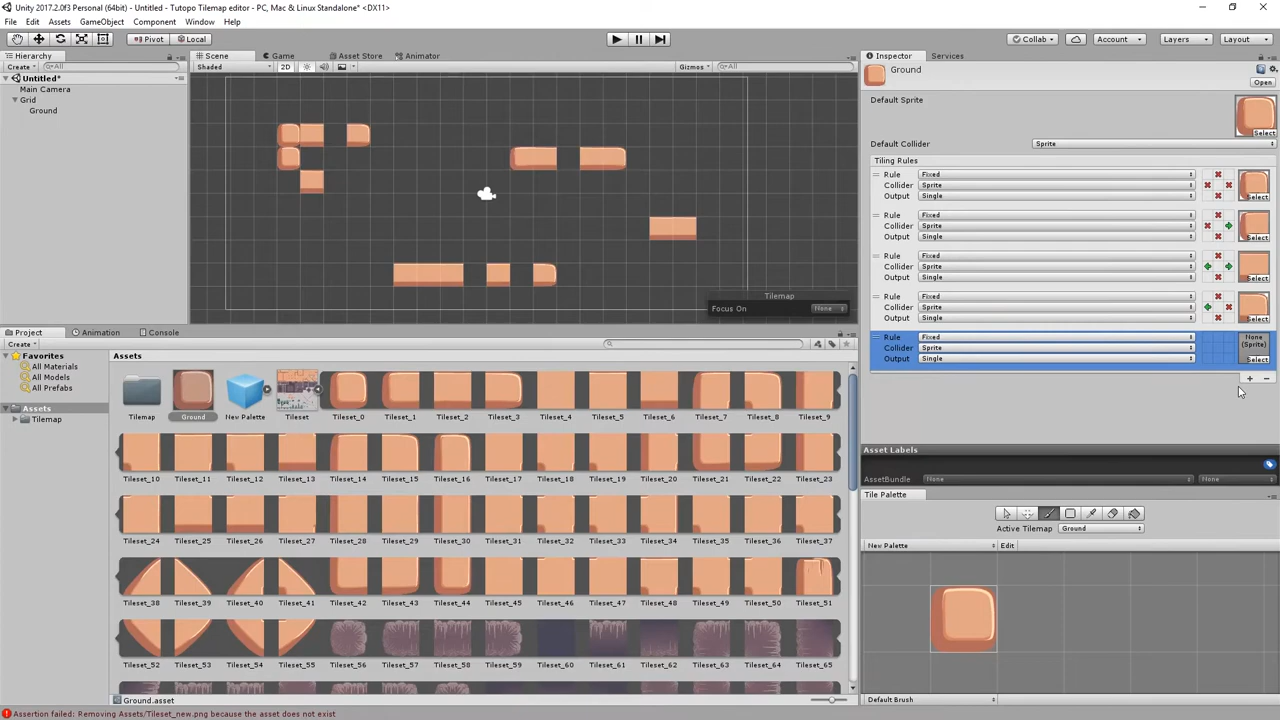 Unity 2017.2.0f3 Personal (64bit) - Untitled - Tutopo Tilemap editor - PC, Mac & Linux Standalone* <DX11>
File Edit Assets GameObject Component Window Help
Pivot Local Collab Account Layers Layout
Hierarchy Scene Game Asset Store Animator Inspector Services
Create All Shaded 2D Gizmos All Ground
Untitled* Open
Main Camera
Grid
Ground
Default Sprite
Select
Default Collider Sprite
Tiling Rules
Rule Fixed
Collider Sprite
Output Single Select
Rule Fixed
Collider Sprite
Output Single Select
Rule Fixed
Collider Sprite
Output Single Select
Rule Fixed
Collider Sprite
Output Single Select
Rule Fixed None
Collider Sprite (Sprite)
Output Single Select
Tilemap
Focus On None
Project Animation Console
Create
Favorites Assets
All Materials
All Models
All Prefabs
Assets
Tilemap
Tilemap Ground New Palette Tileset Tileset_0 Tileset_1 Tileset_2 Tileset_3 Tileset_4 Tileset_5 Tileset_6 Tileset_7 Tileset_8 Tileset_9
Tileset_10 Tileset_11 Tileset_12 Tileset_13 Tileset_14 Tileset_15 Tileset_16 Tileset_17 Tileset_18 Tileset_19 Tileset_20 Tileset_21 Tileset_22 Tileset_23
Tileset_24 Tileset_25 Tileset_26 Tileset_27 Tileset_28 Tileset_29 Tileset_30 Tileset_31 Tileset_32 Tileset_33 Tileset_34 Tileset_35 Tileset_36 Tileset_37
Tileset_38 Tileset_39 Tileset_40 Tileset_41 Tileset_42 Tileset_43 Tileset_44 Tileset_45 Tileset_46 Tileset_47 Tileset_48 Tileset_49 Tileset_50 Tileset_51
Tileset_52 Tileset_53 Tileset_54 Tileset_55 Tileset_56 Tileset_57 Tileset_58 Tileset_59 Tileset_60 Tileset_61 Tileset_62 Tileset_63 Tileset_64 Tileset_65
Ground.asset
Asset Labels
AssetBundle None None
Tile Palette
Active Tilemap Ground
New Palette Edit
Default Brush
Assertion failed: Removing Assets/Tileset_new.png because the asset does not exist